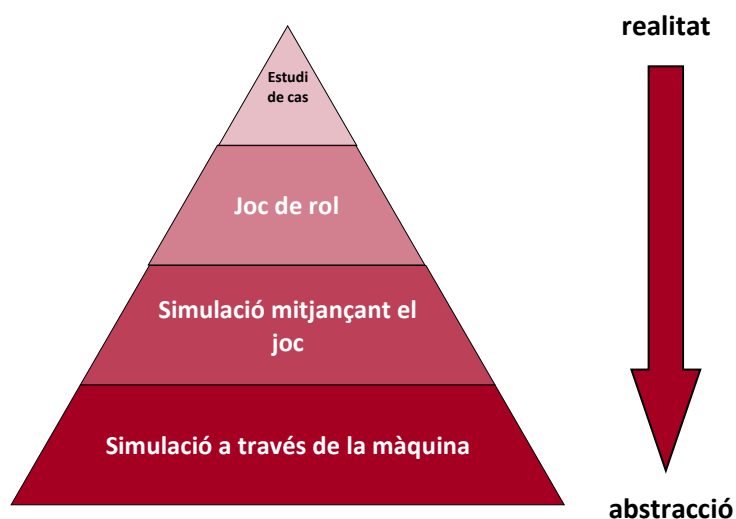 realitat
Estudi
de cas
Joc de rol
Simulació mitjançant el
joc
Simulació a través de la màquina
abstracció